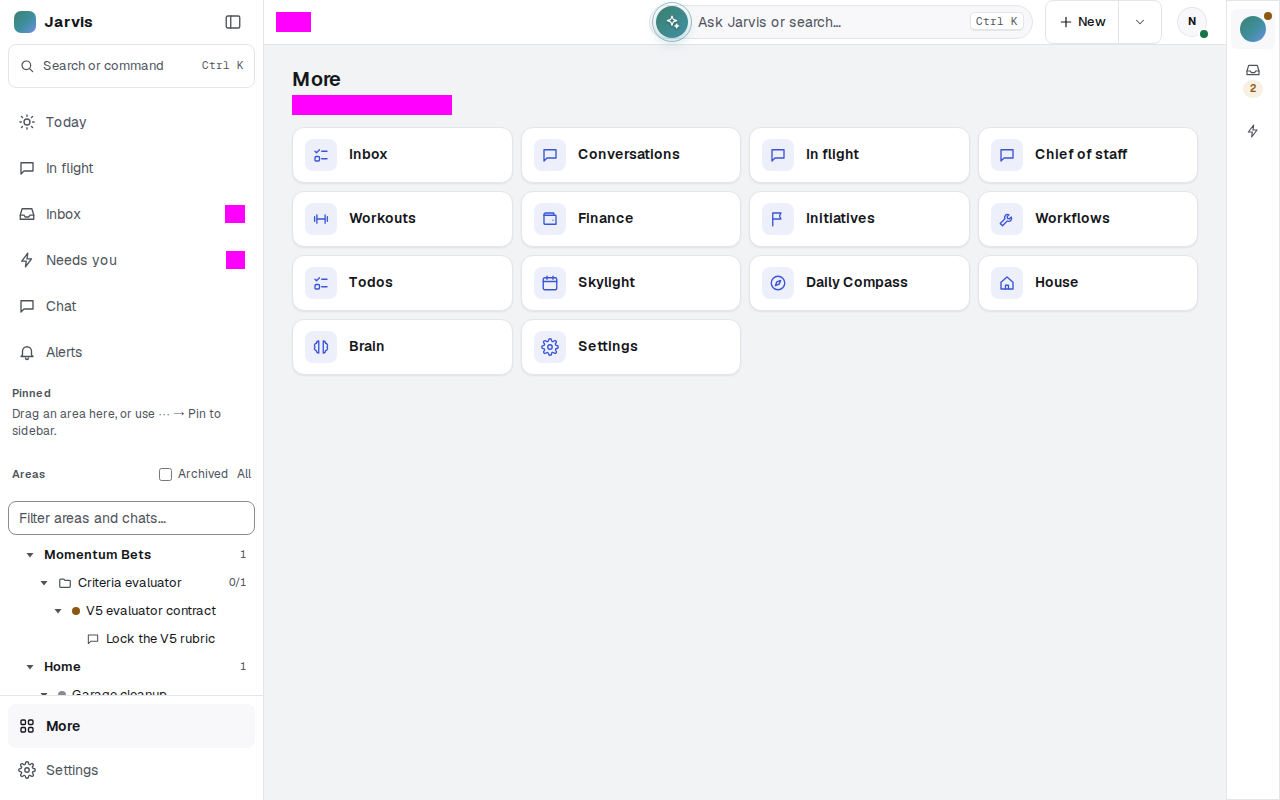 Jarvis
Search or command Ctrl K
Today
In flight
Inbox
Needs you
Chat
Alerts
Pinned
Drag an area here, or use ··· → Pin to
sidebar.
Areas Archived All
Filter areas and chats…
Momentum Bets 1
Criteria evaluator 0/1
V5 evaluator contract
Lock the V5 rubric
Home 1
Garage cleanup
More
Settings
Ask Jarvis or search… Ctrl K
New
N
2
More
Inbox Conversations In flight Chief of staff
Workouts Finance Initiatives Workflows
Todos Skylight Daily Compass House
Brain Settings